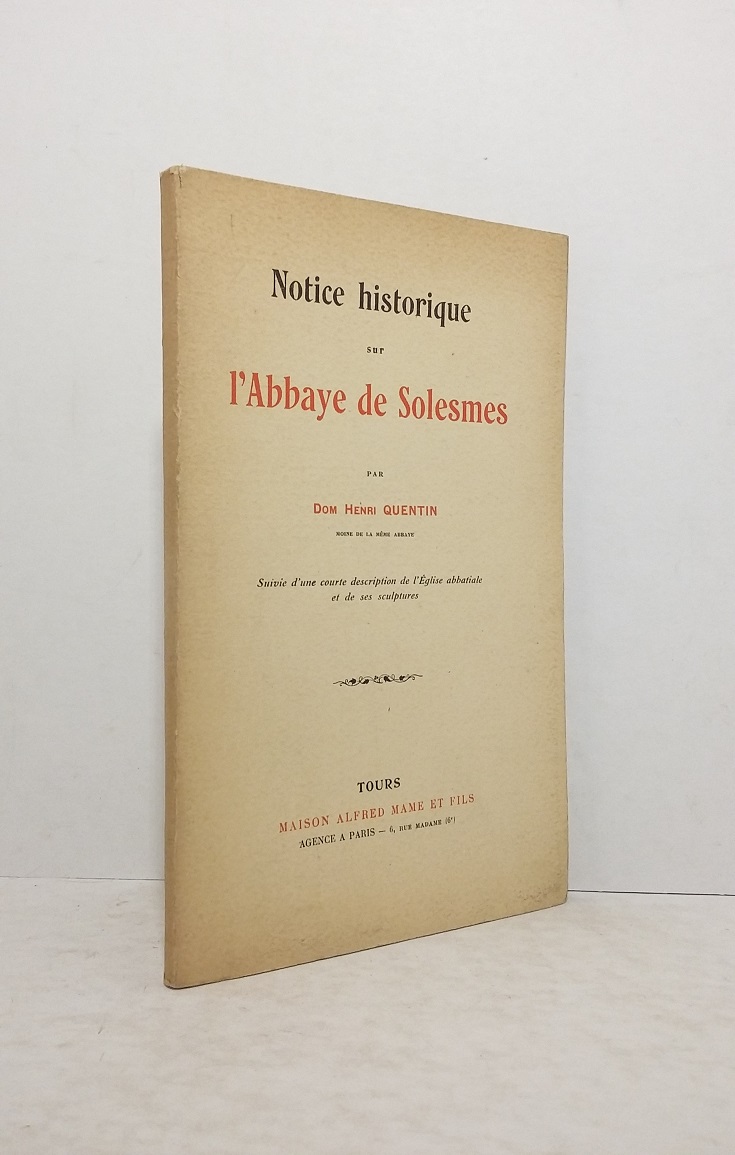 Notice historique
sur
l'Abbaye de Solesmes
PAR
DOM HENRI QUENTIN
MOINE DE LA MÊME ABBAYE
Suivie d'une courte description de l'Église abbatiale
et de ses sculptures
TOURS
MAISON ALFRED MAME ET FILS
AGENCE A PARIS — 6, RUE MADAME (6e)